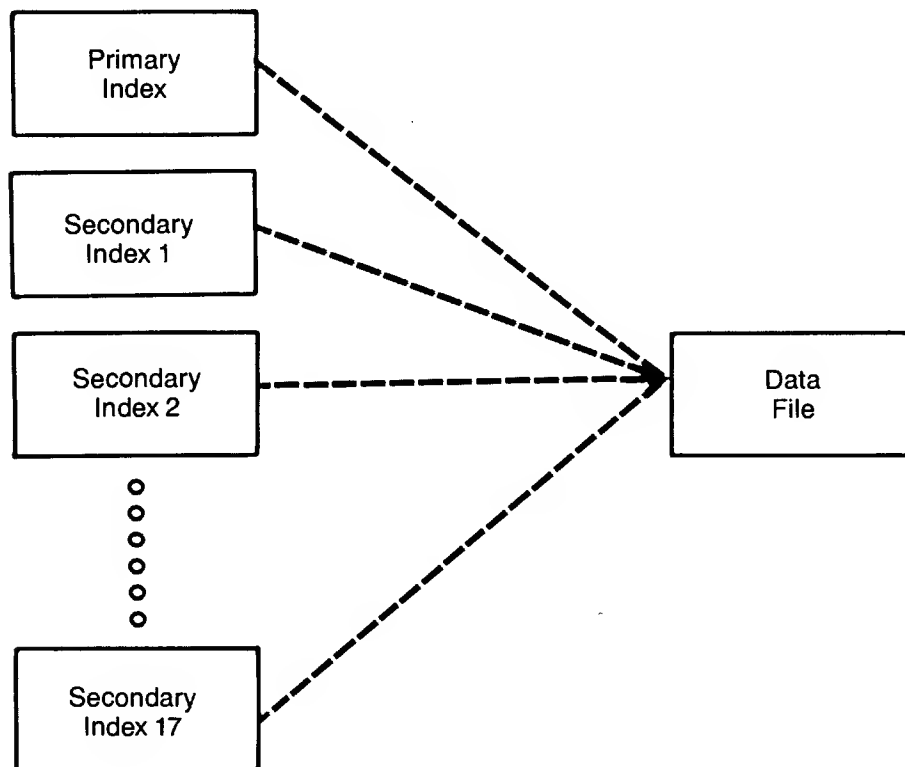 Primary
Index
Secondary
Index 1
Secondary
Index 2
Data
File
Secondary
Index 17